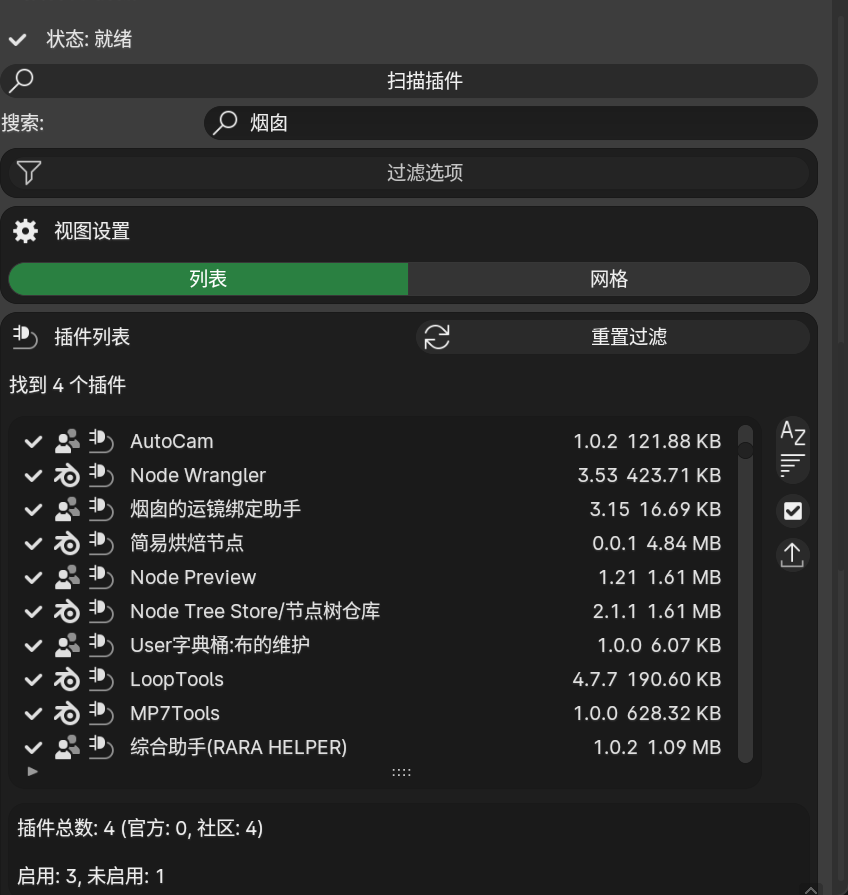 状态: 就绪
扫描插件
搜索: 烟囱
过滤选项
视图设置
列表 网格
插件列表 重置过滤
找到 4 个插件
AutoCam 1.0.2 121.88 KB
Node Wrangler 3.53 423.71 KB
烟囱的运镜绑定助手 3.15 16.69 KB
简易烘焙节点 0.0.1 4.84 MB
Node Preview 1.21 1.61 MB
Node Tree Store/节点树仓库 2.1.1 1.61 MB
User字典桶:布的维护 1.0.0 6.07 KB
LoopTools 4.7.7 190.60 KB
MP7Tools 1.0.0 628.32 KB
综合助手(RARA HELPER) 1.0.2 1.09 MB
插件总数: 4 (官方: 0, 社区: 4)
启用: 3, 未启用: 1